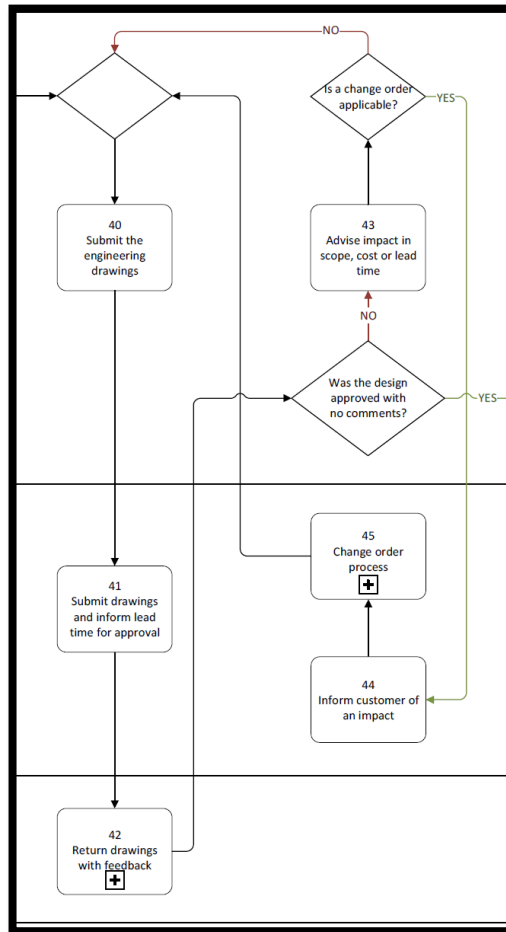 NO
Is a change order
applicable?
YES
40
Submit the
engineering
drawings
43
Advise impact in
scope, cost or lead
time
NO
Was the design
approved with
no comments?
YES
45
Change order
process
41
Submit drawings
and inform lead
time for approval
44
Inform customer of
an impact
42
Return drawings
with feedback